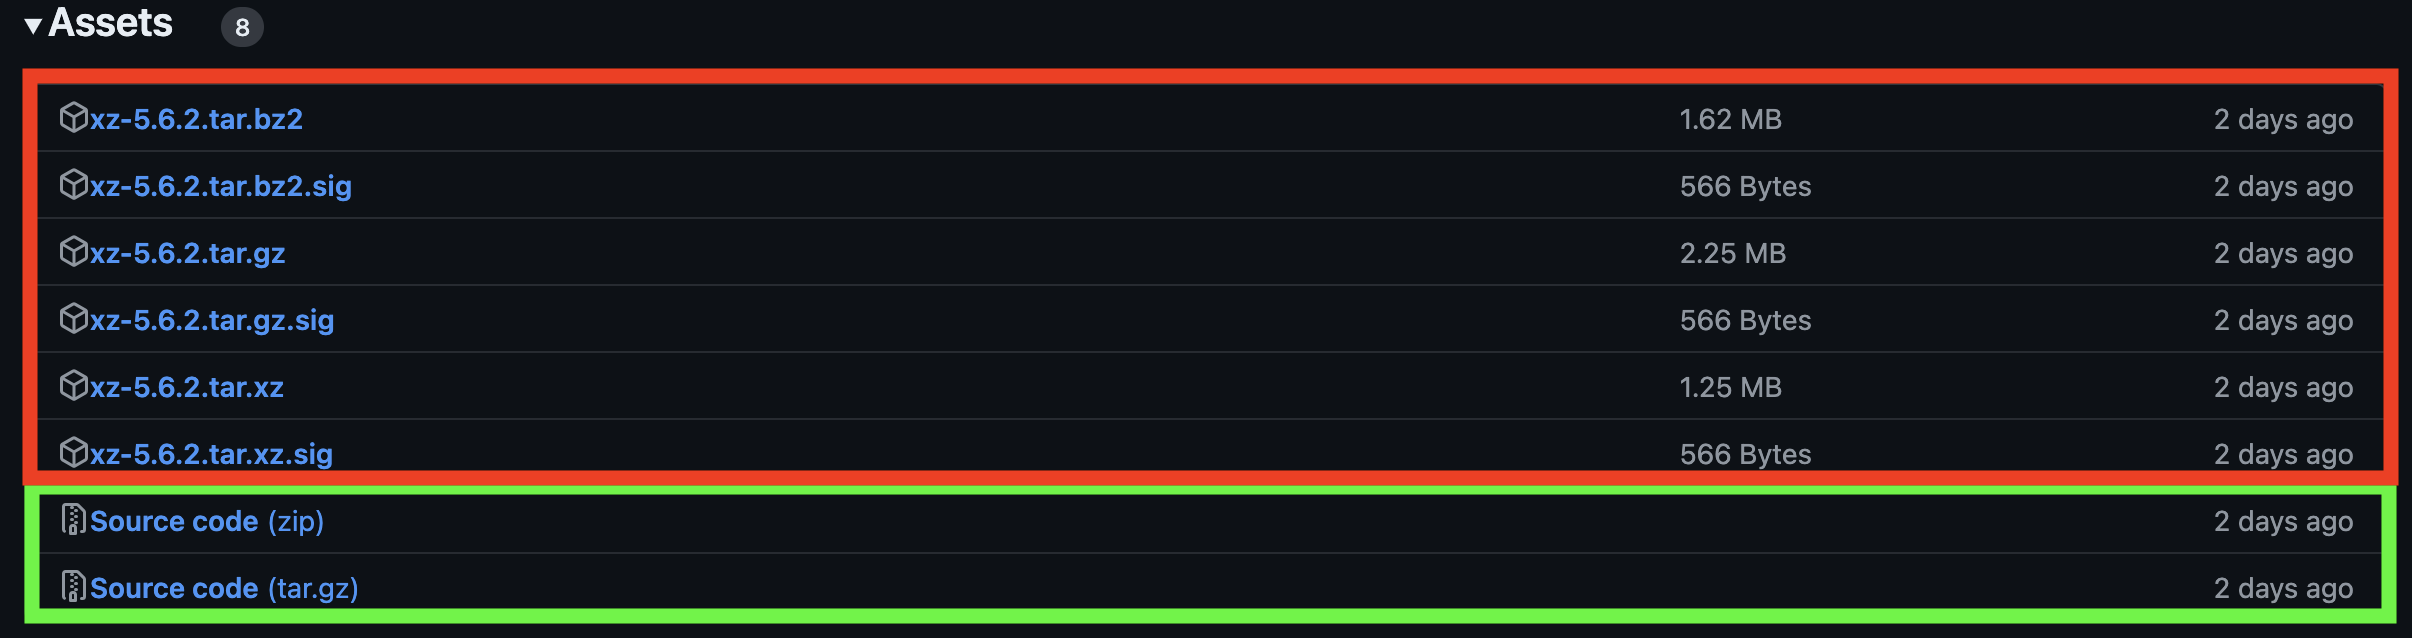 ▼Assets 8
xz-5.6.2.tar.bz2 1.62 MB 2 days ago
xz-5.6.2.tar.bz2.sig 566 Bytes 2 days ago
xz-5.6.2.tar.gz 2.25 MB 2 days ago
xz-5.6.2.tar.gz.sig 566 Bytes 2 days ago
xz-5.6.2.tar.xz 1.25 MB 2 days ago
xz-5.6.2.tar.xz.sig 566 Bytes 2 days ago
Source code (zip) 2 days ago
Source code (tar.gz) 2 days ago